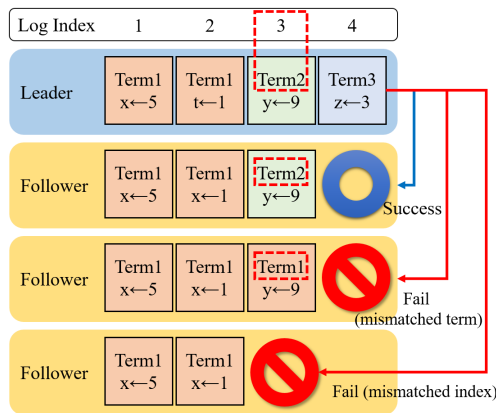 Log Index 1 2 3 4
Leader
Term1 Term1 Term2 Term3
x←5 t←1 y←9 z←3
Follower
Term1 Term1 Term2
x←5 x←1 y←9
Success
Follower
Term1 Term1 Term1
x←5 x←1 y←9
Fail
(mismatched term)
Follower
Term1 Term1
x←5 x←1
Fail (mismatched index)